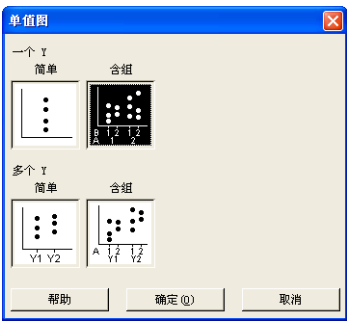 单值图
一个 Y
简单 含组
B 1 2 1 2
A 1 2
多个 Y
简单 含组
Y1 Y2
A 1 2 1 2
Y1 Y2
帮助 确定(O) 取消